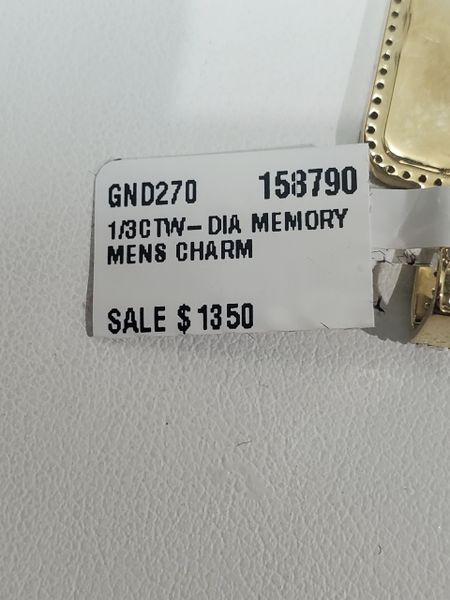 GND270 158790
1/3CTW-DIA MEMORY
MENS CHARM
SALE $1350